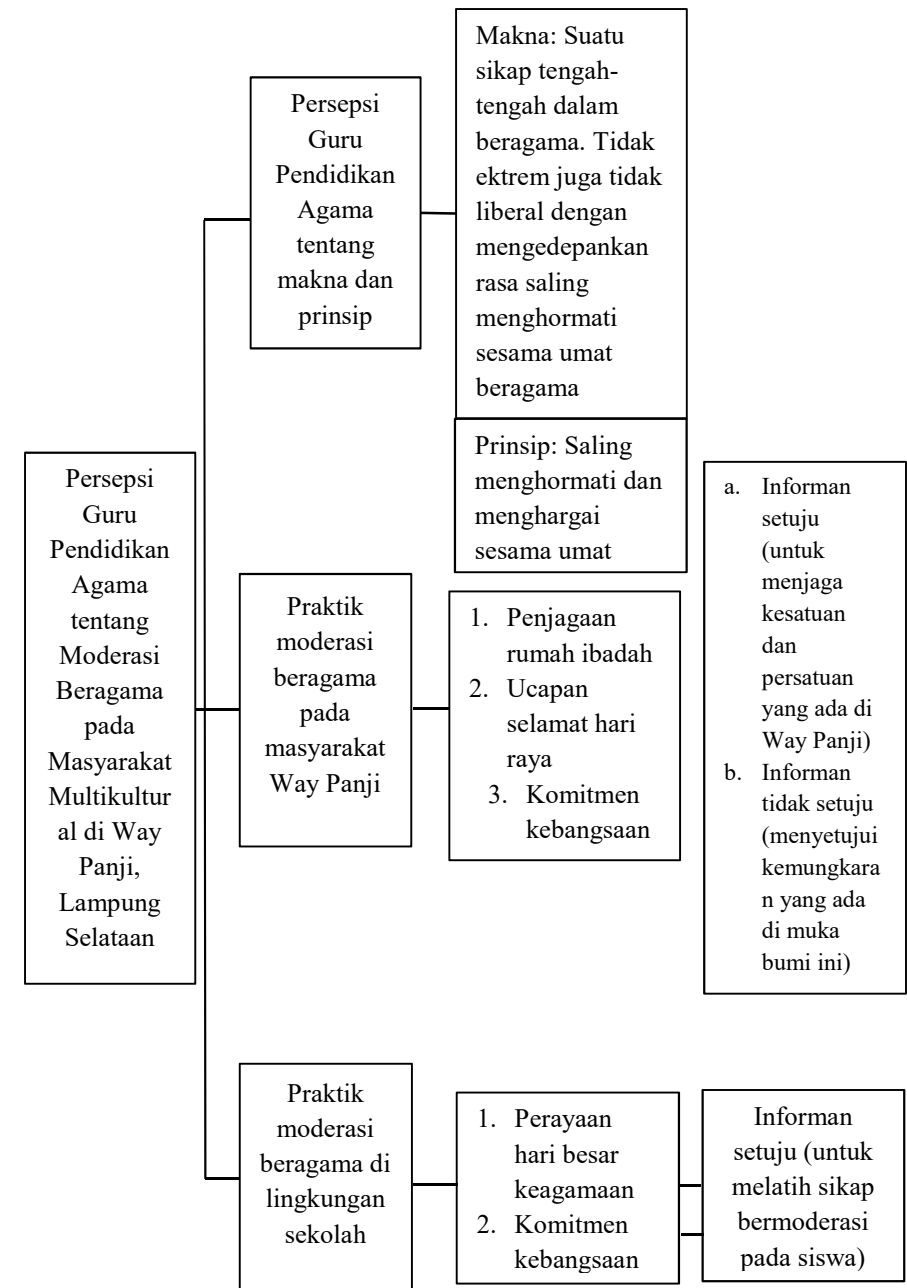 Persepsi
Guru
Pendidikan
Agama
tentang
Moderasi
Beragama
pada
Masyarakat
Multikultur
al di Way
Panji,
Lampung
Selataan
Persepsi
Guru
Pendidikan
Agama
tentang
makna dan
prinsip
Makna: Suatu
sikap tengah-
tengah dalam
beragama. Tidak
ektrem juga tidak
liberal dengan
mengedepankan
rasa saling
menghormati
sesama umat
beragama
Prinsip: Saling
menghormati dan
menghargai
sesama umat
Praktik
moderasi
beragama
pada
masyarakat
Way Panji
1. Penjagaan
rumah ibadah
2. Ucapan
selamat hari
raya
3. Komitmen
kebangsaan
a. Informan
setuju
(untuk
menjaga
kesatuan
dan
persatuan
yang ada di
Way Panji)
b. Informan
tidak setuju
(menyetujui
kemungkara
n yang ada
di muka
bumi ini)
Praktik
moderasi
beragama di
lingkungan
sekolah
1. Perayaan
hari besar
keagamaan
2. Komitmen
kebangsaan
Informan
setuju (untuk
melatih sikap
bermoderasi
pada siswa)